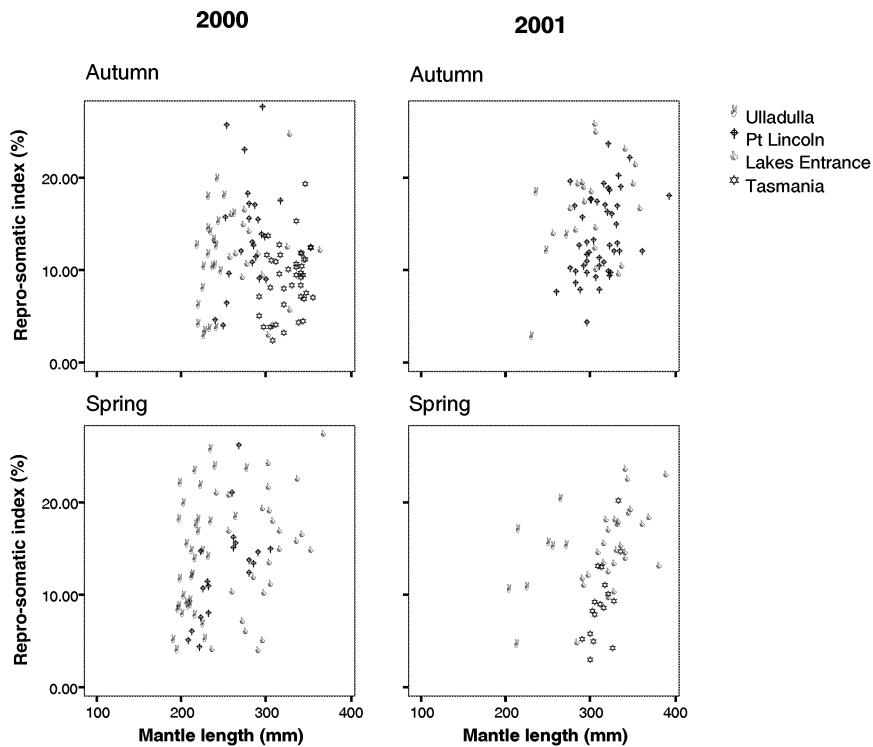 2000
2001
Autumn
Autumn
Ulladulla
Pt Lincoln
Lakes Entrance
Tasmania
Repro-somatic index (%)
20.00
10.00
0.00
Spring
Spring
Repro-somatic index (%)
20.00
10.00
0.00
100 200 300 400
100 200 300 400
Mantle length (mm)
Mantle length (mm)